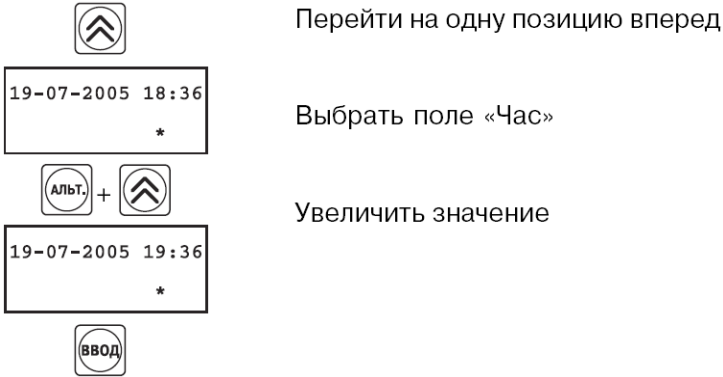 Перейти на одну позицию вперед
19-07-2005 18:36
*
Выбрать поле «Час»
АЛЬТ. +
Увеличить значение
19-07-2005 19:36
*
ВВОД